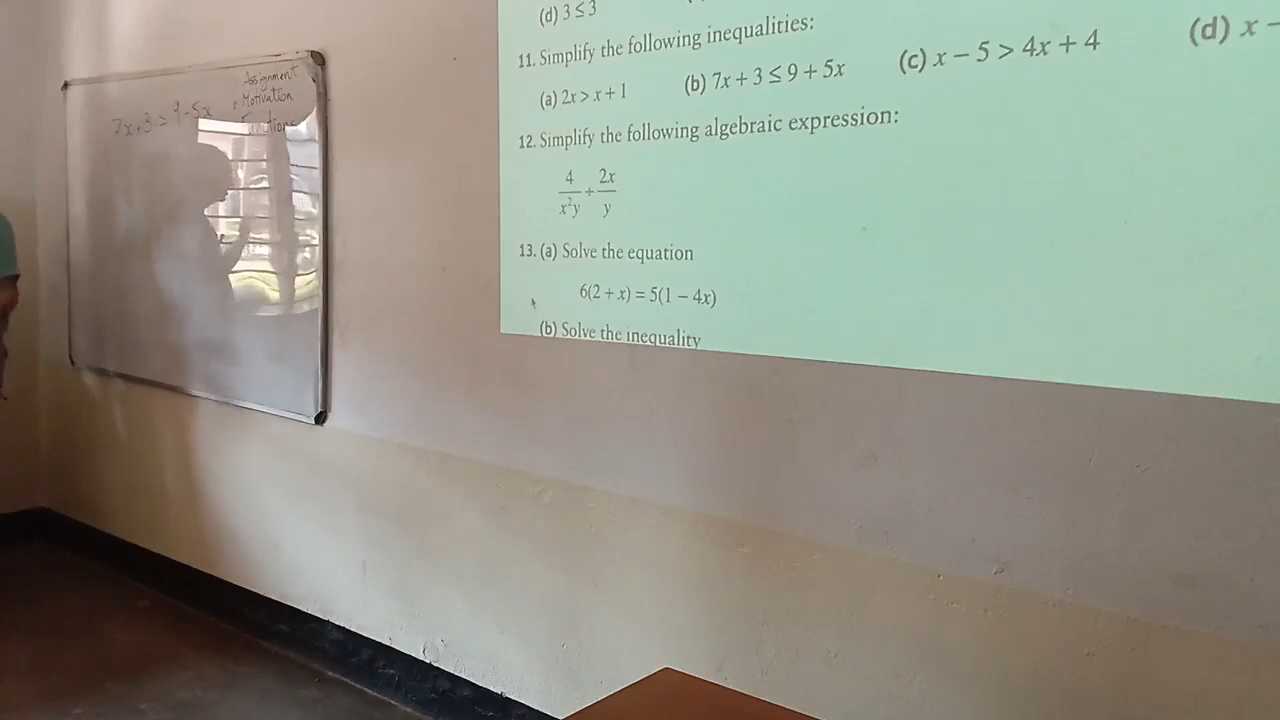 Assignment
Motivation
Functions
7x+3 ≥ 9-5x
(d) 3 ≤ 3
11. Simplify the following inequalities:
(a) 2x > x + 1 (b) 7x + 3 ≤ 9 + 5x (c) x − 5 > 4x + 4 (d) x −
12. Simplify the following algebraic expression:
4/x²y ÷ 2x/y
13. (a) Solve the equation
6(2 + x) = 5(1 − 4x)
(b) Solve the inequality